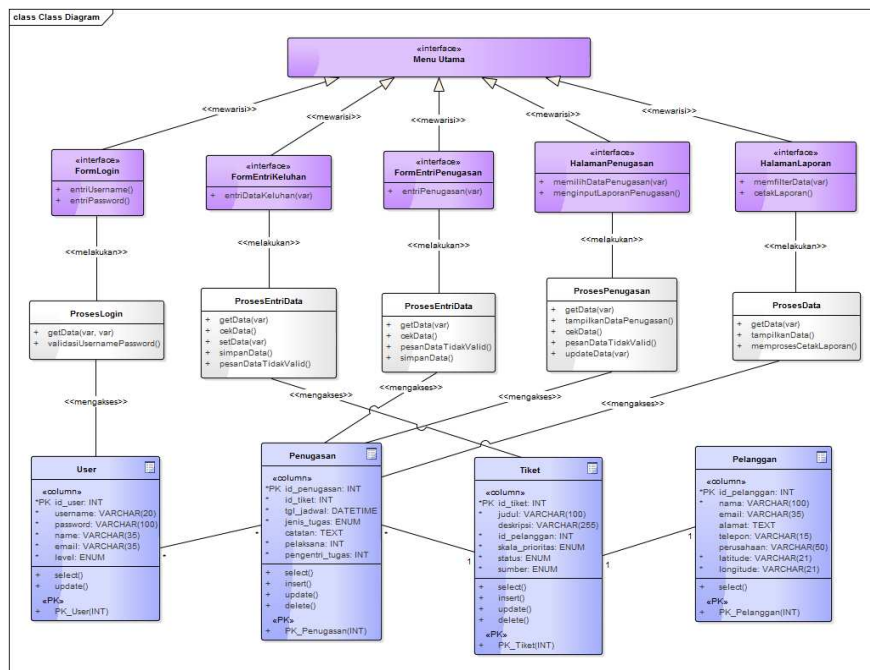 class Class Diagram
«interface»
Menu Utama
<<mewarisi>>
<<mewarisi>>
<<mewarisi>>
<<mewarisi>>
<<mewarisi>>
«interface»
FormLogin
+ entriUsername()
+ entriPassword()
«interface»
FormEntriKeluhan
+ entriDataKeluhan(var)
«interface»
FormEntriPenugasan
+ entriPenugasan(var)
«interface»
HalamanPenugasan
+ memilihDataPenugasan(var)
+ menginputLaporanPenugasan()
«interface»
HalamanLaporan
+ memfilterData(var)
+ cetakLaporan()
<<melakukan>>
<<melakukan>>
<<melakukan>>
<<melakukan>>
<<melakukan>>
ProsesLogin
+ getData(var, var)
+ validasiUsernamePassword()
ProsesEntriData
+ getData(var)
+ cekData()
+ setData(var)
+ simpanData()
+ pesanDataTidakValid()
ProsesEntriData
+ getData(var)
+ cekData()
+ pesanDataTidakValid()
+ simpanData()
ProsesPenugasan
+ getData(var)
+ tampilkanDataPenugasan()
+ cekData()
+ pesanDataTidakValid()
+ updateData(var)
ProsesData
+ getData(var)
+ tampilkanData()
+ memprosesCetakLaporan()
<<mengakses>>
<<mengakses>>
<<mengakses>>
<<mengakses>>
<<mengakses>>
User
«column»
*PK id_user: INT
* username: VARCHAR(20)
* password: VARCHAR(100)
* name: VARCHAR(35)
* email: VARCHAR(35)
* level: ENUM
+ select()
+ update()
«PK»
+ PK_User(INT)
*
*
Penugasan
«column»
*PK id_penugasan: INT
* id_tiket: INT
* tgl_jadwal: DATETIME
* jenis_tugas: ENUM
catatan: TEXT
* pelaksana: INT
* pengentri_tugas: INT
+ select()
+ insert()
+ update()
+ delete()
«PK»
+ PK_Penugasan(INT)
*
1
Tiket
«column»
*PK id_tiket: INT
* judul: VARCHAR(100)
deskripsi: VARCHAR(255)
* id_pelanggan: INT
* skala_prioritas: ENUM
* status: ENUM
* sumber: ENUM
+ select()
+ insert()
+ update()
+ delete()
«PK»
+ PK_Tiket(INT)
1
1
Pelanggan
«column»
*PK id_pelanggan: INT
* nama: VARCHAR(100)
email: VARCHAR(35)
* alamat: TEXT
* telepon: VARCHAR(15)
perusahaan: VARCHAR(50)
* latitude: VARCHAR(21)
* longitude: VARCHAR(21)
+ select()
«PK»
+ PK_Pelanggan(INT)